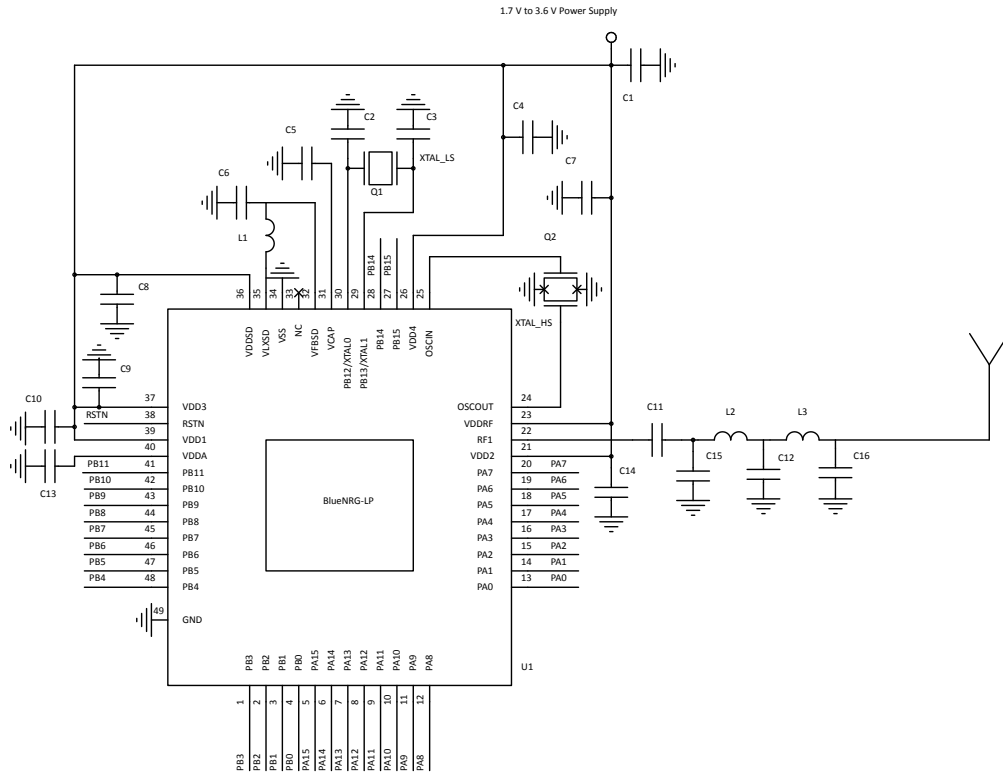 1.7 V to 3.6 V Power Supply
C1
C2
C3
C4
C5
XTAL_LS
C7
C6
Q1
L1
Q2
PB14
PB15
C8
36
35
34
33
32
31
30
29
28
27
26
25
XTAL_HS
VDDSD
VLXSD
VSS
NC
VFBSD
VCAP
PB12/XTAL0
PB13/XTAL1
PB14
PB15
VDD4
OSCIN
C9
C10
RSTN
37 VDD3
38 RSTN
39 VDD1
40 VDDA
C13
PB11 41 PB11
PB10 42 PB10
PB9 43 PB9
PB8 44 PB8
PB7 45 PB7
PB6 46 PB6
PB5 47 PB5
PB4 48 PB4
49 GND
BlueNRG-LP
OSCOUT 24
VDDRF 23
RF1 22
VDD2 21
PA7 20 PA7
PA6 19 PA6
PA5 18 PA5
PA4 17 PA4
PA3 16 PA3
PA2 15 PA2
PA1 14 PA1
PA0 13 PA0
C11
L2
L3
C15
C12
C16
C14
U1
PB3
PB2
PB1
PB0
PA15
PA14
PA13
PA12
PA11
PA10
PA9
PA8
1
2
3
4
5
6
7
8
9
10
11
12
PB3
PB2
PB1
PB0
PA15
PA14
PA13
PA12
PA11
PA10
PA9
PA8